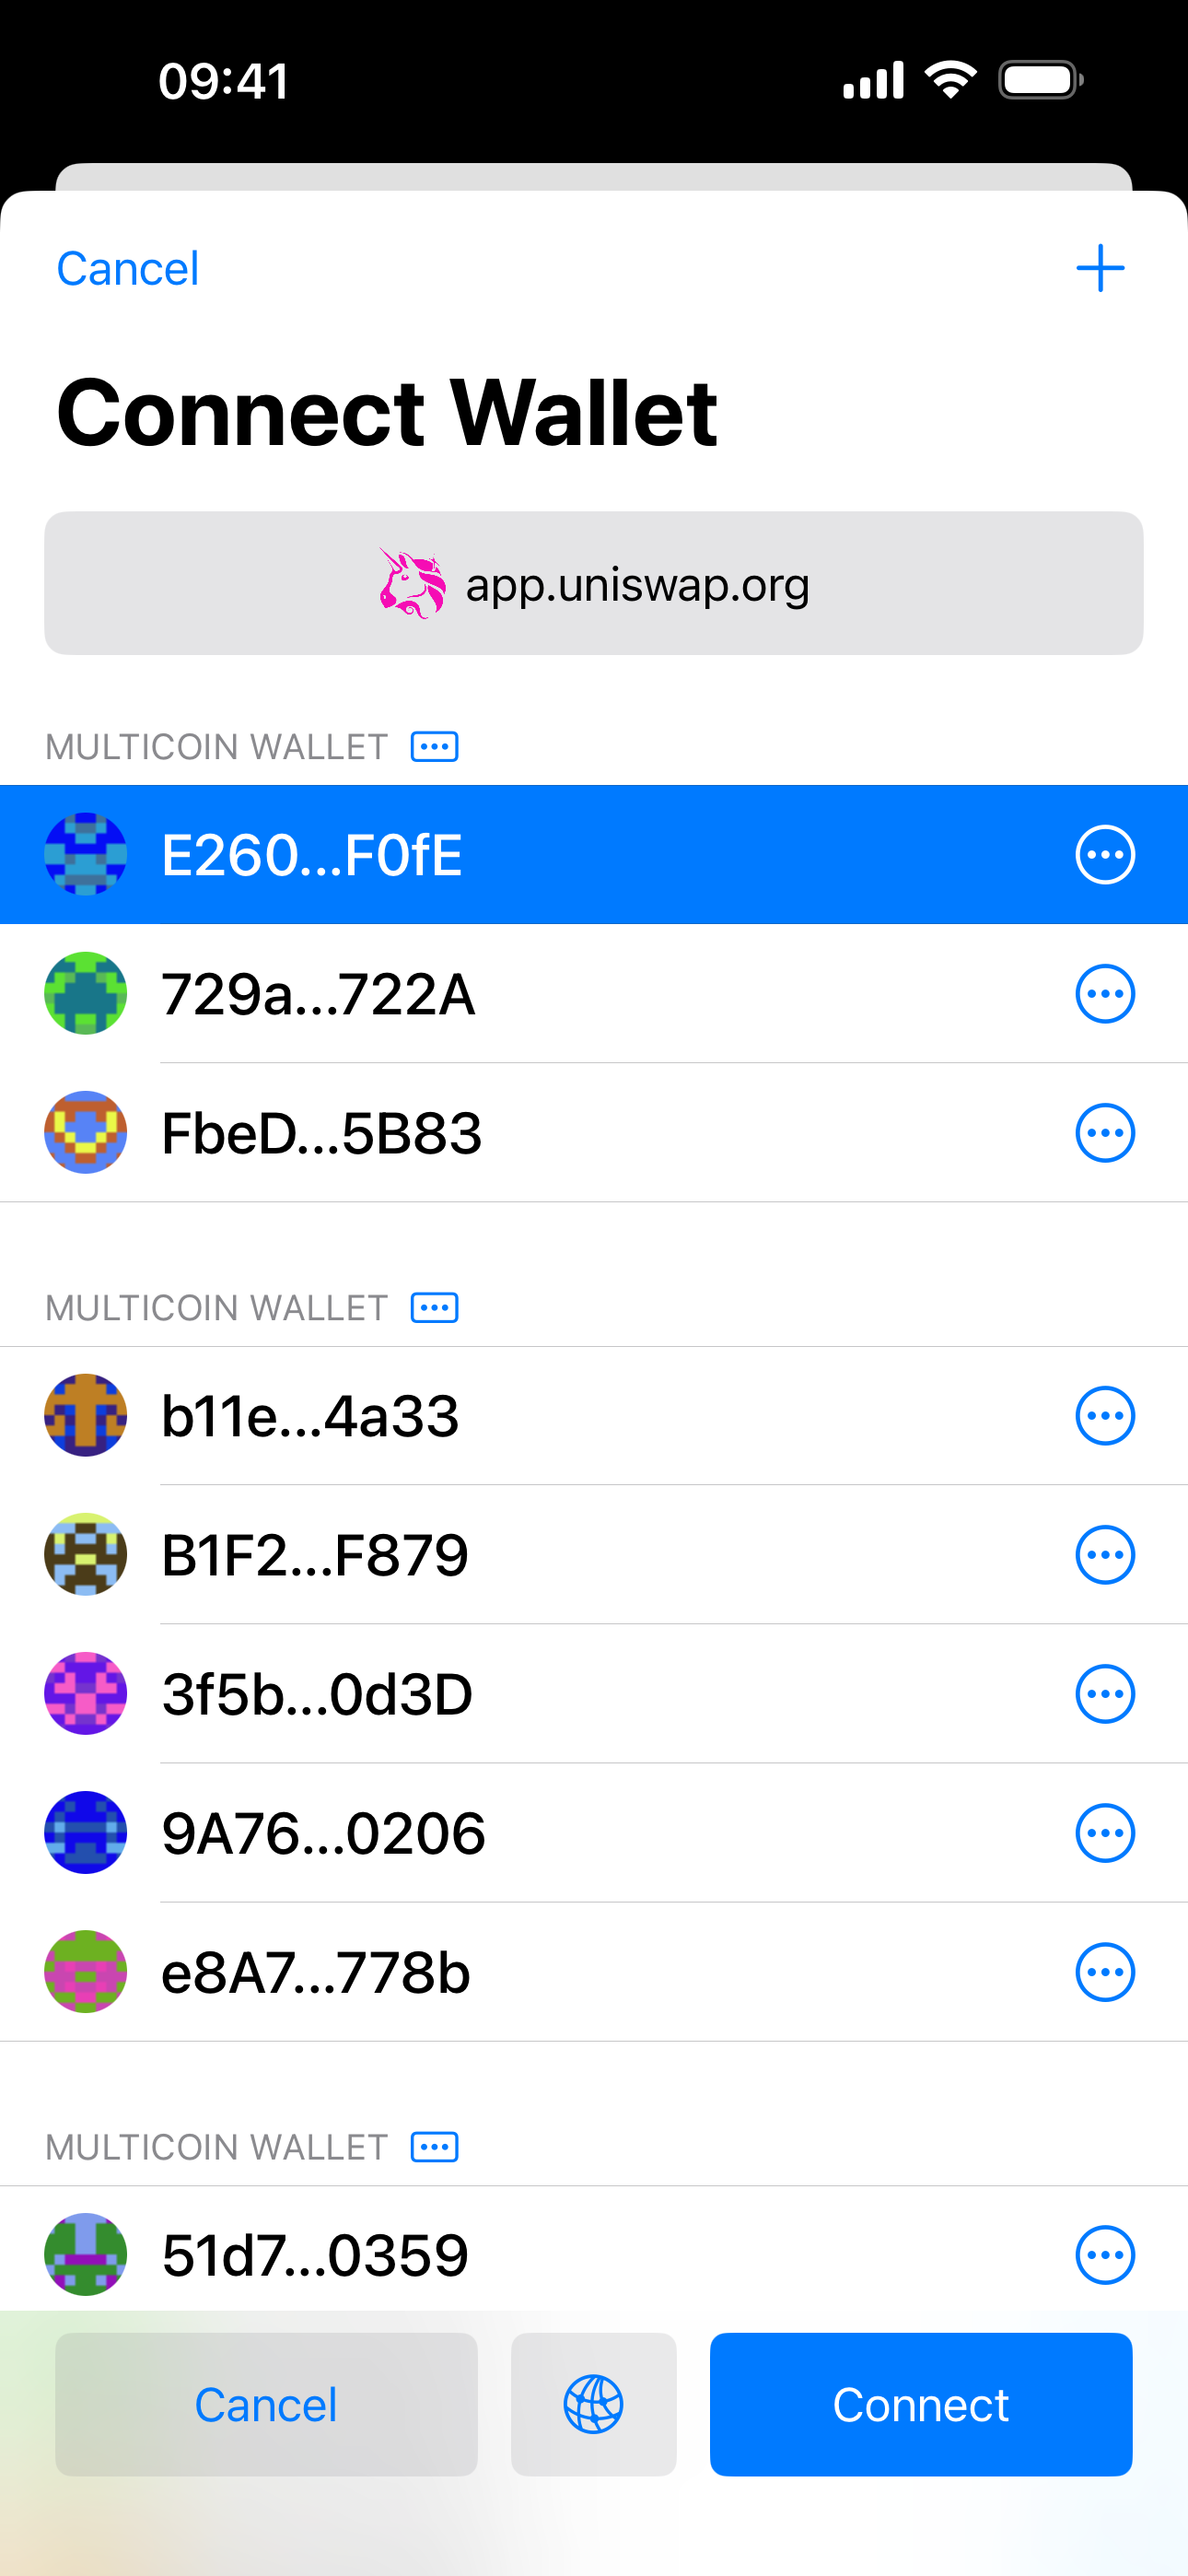 09:41
Cancel
Connect Wallet
app.uniswap.org
MULTICOIN WALLET
E260...F0fE
729a...722A
FbeD...5B83
MULTICOIN WALLET
b11e...4a33
B1F2...F879
3f5b...0d3D
9A76...0206
e8A7...778b
MULTICOIN WALLET
51d7...0359
Cancel
Connect